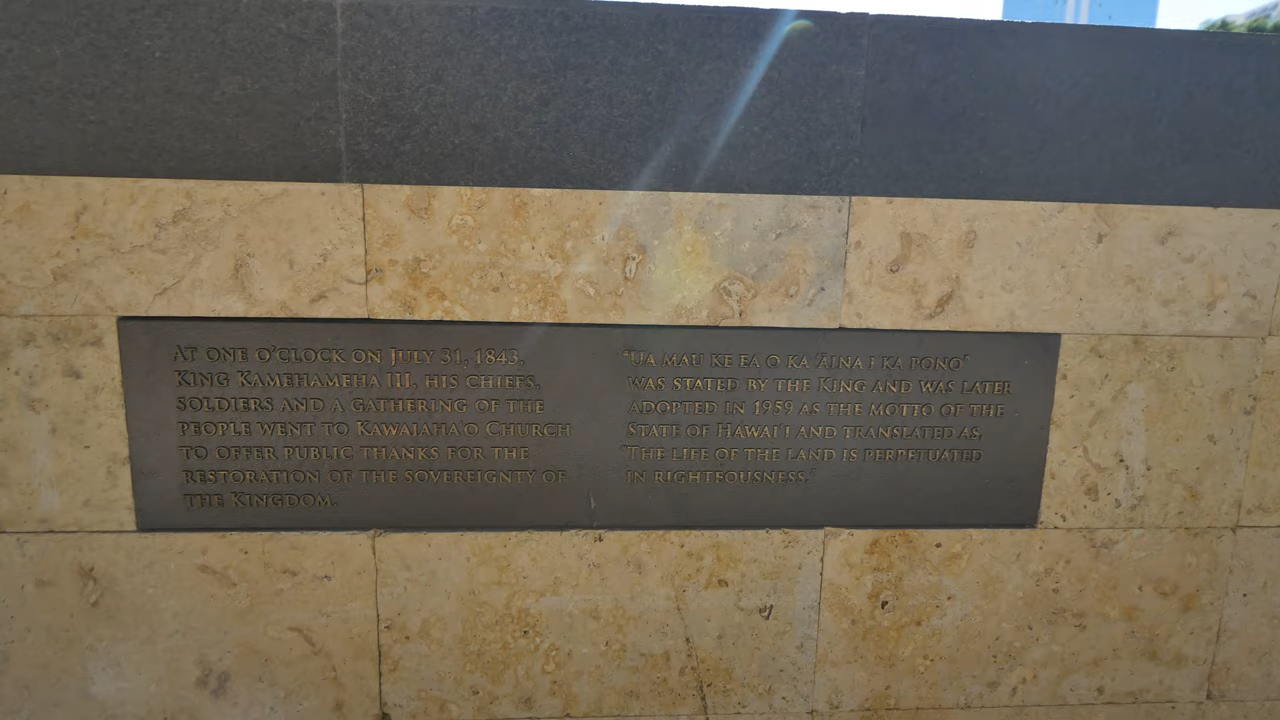 AT ONE O'CLOCK ON JULY 31, 1843,
KING KAMEHAMEHA III, HIS CHIEFS,
SOLDIERS AND A GATHERING OF THE
PEOPLE WENT TO KAWAIAHAʻO CHURCH
TO OFFER PUBLIC THANKS FOR THE
RESTORATION OF THE SOVEREIGNTY OF
THE KINGDOM.
"UA MAU KE EA O KA ʻĀINA I KA PONO"
WAS STATED BY THE KING AND WAS LATER
ADOPTED IN 1959 AS THE MOTTO OF THE
STATE OF HAWAIʻI AND TRANSLATED AS,
"THE LIFE OF THE LAND IS PERPETUATED
IN RIGHTEOUSNESS."